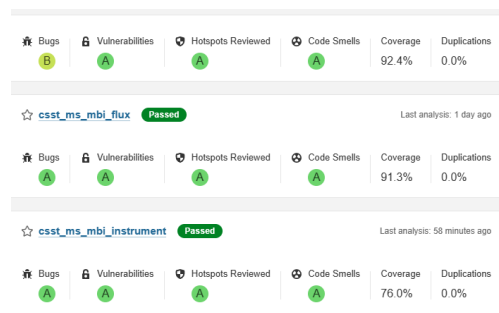 Bugs Vulnerabilities Hotspots Reviewed Code Smells Coverage Duplications
B A A A 92.4% 0.0%
csst_ms_mbi_flux Passed Last analysis: 1 day ago
Bugs Vulnerabilities Hotspots Reviewed Code Smells Coverage Duplications
A A A A 91.3% 0.0%
csst_ms_mbi_instrument Passed Last analysis: 58 minutes ago
Bugs Vulnerabilities Hotspots Reviewed Code Smells Coverage Duplications
A A A A 76.0% 0.0%